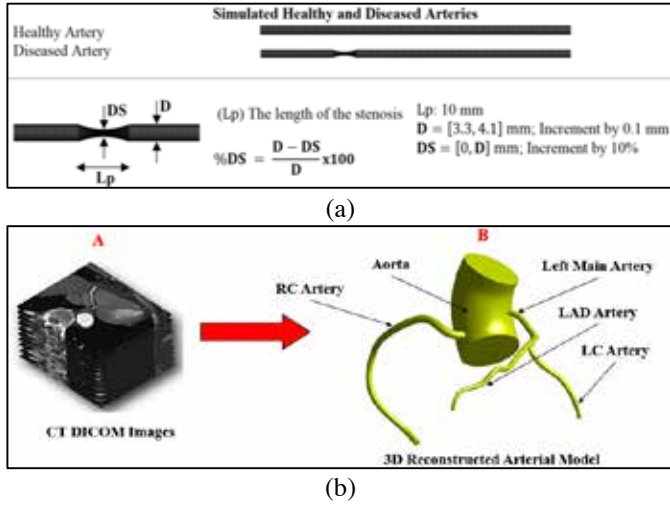 Simulated Healthy and Diseased Arteries
Healthy Artery
Diseased Artery
DS
D
Lp
(Lp) The length of the stenosis
%DS = D − DS / D x100
Lp: 10 mm
D = [3.3, 4.1] mm; Increment by 0.1 mm
DS = [0, D] mm; Increment by 10%
(a)
A
B
Aorta
Left Main Artery
RC Artery
LAD Artery
LC Artery
CT DICOM Images
3D Reconstructed Arterial Model
(b)